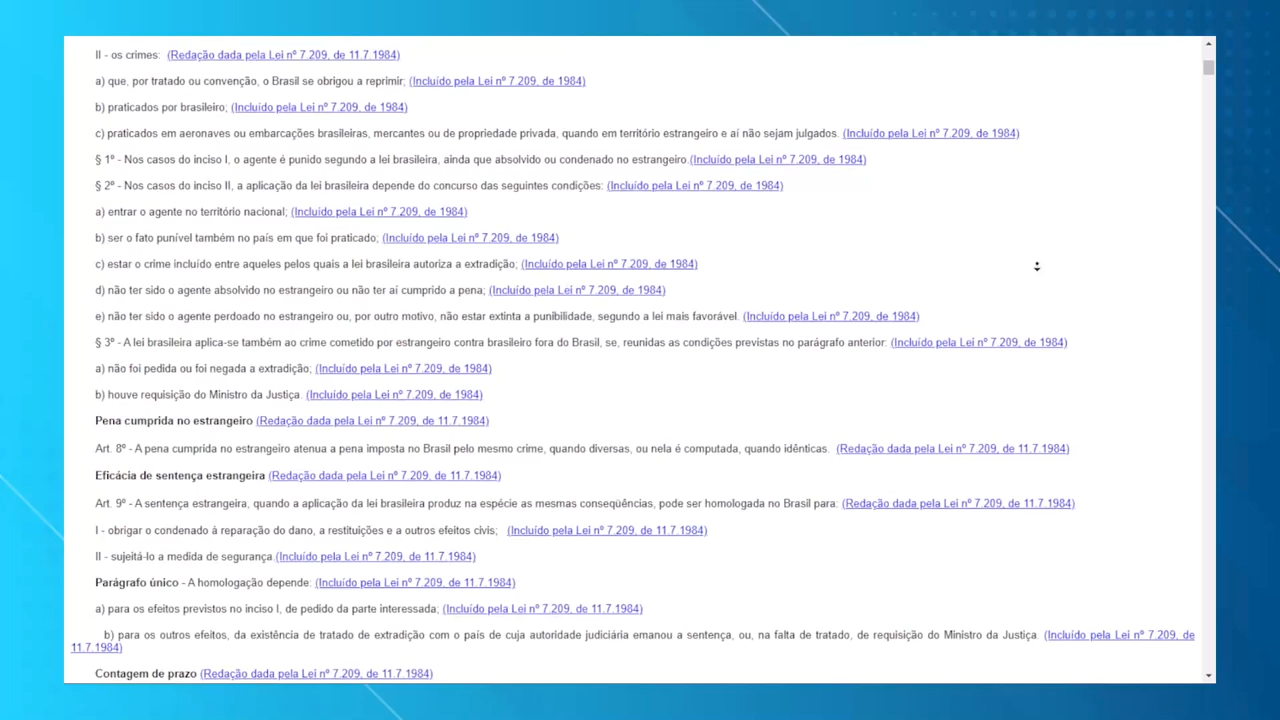 II - os crimes: (Redação dada pela Lei nº 7.209, de 11.7.1984)
a) que, por tratado ou convenção, o Brasil se obrigou a reprimir; (Incluído pela Lei nº 7.209, de 1984)
b) praticados por brasileiro; (Incluído pela Lei nº 7.209, de 1984)
c) praticados em aeronaves ou embarcações brasileiras, mercantes ou de propriedade privada, quando em território estrangeiro e aí não sejam julgados. (Incluído pela Lei nº 7.209, de 1984)
§ 1º - Nos casos do inciso I, o agente é punido segundo a lei brasileira, ainda que absolvido ou condenado no estrangeiro.(Incluído pela Lei nº 7.209, de 1984)
§ 2º - Nos casos do inciso II, a aplicação da lei brasileira depende do concurso das seguintes condições: (Incluído pela Lei nº 7.209, de 1984)
a) entrar o agente no território nacional; (Incluído pela Lei nº 7.209, de 1984)
b) ser o fato punível também no país em que foi praticado; (Incluído pela Lei nº 7.209, de 1984)
c) estar o crime incluído entre aqueles pelos quais a lei brasileira autoriza a extradição; (Incluído pela Lei nº 7.209, de 1984)
d) não ter sido o agente absolvido no estrangeiro ou não ter aí cumprido a pena; (Incluído pela Lei nº 7.209, de 1984)
e) não ter sido o agente perdoado no estrangeiro ou, por outro motivo, não estar extinta a punibilidade, segundo a lei mais favorável. (Incluído pela Lei nº 7.209, de 1984)
§ 3º - A lei brasileira aplica-se também ao crime cometido por estrangeiro contra brasileiro fora do Brasil, se, reunidas as condições previstas no parágrafo anterior: (Incluído pela Lei nº 7.209, de 1984)
a) não foi pedida ou foi negada a extradição; (Incluído pela Lei nº 7.209, de 1984)
b) houve requisição do Ministro da Justiça. (Incluído pela Lei nº 7.209, de 1984)
Pena cumprida no estrangeiro (Redação dada pela Lei nº 7.209, de 11.7.1984)
Art. 8º - A pena cumprida no estrangeiro atenua a pena imposta no Brasil pelo mesmo crime, quando diversas, ou nela é computada, quando idênticas. (Redação dada pela Lei nº 7.209, de 11.7.1984)
Eficácia de sentença estrangeira (Redação dada pela Lei nº 7.209, de 11.7.1984)
Art. 9º - A sentença estrangeira, quando a aplicação da lei brasileira produz na espécie as mesmas conseqüências, pode ser homologada no Brasil para: (Redação dada pela Lei nº 7.209, de 11.7.1984)
I - obrigar o condenado à reparação do dano, a restituições e a outros efeitos civis; (Incluído pela Lei nº 7.209, de 11.7.1984)
II - sujeitá-lo a medida de segurança.(Incluído pela Lei nº 7.209, de 11.7.1984)
Parágrafo único - A homologação depende: (Incluído pela Lei nº 7.209, de 11.7.1984)
a) para os efeitos previstos no inciso I, de pedido da parte interessada; (Incluído pela Lei nº 7.209, de 11.7.1984)
b) para os outros efeitos, da existência de tratado de extradição com o país de cuja autoridade judiciária emanou a sentença, ou, na falta de tratado, de requisição do Ministro da Justiça. (Incluído pela Lei nº 7.209, de
11.7.1984)
Contagem de prazo (Redação dada pela Lei nº 7.209, de 11.7.1984)